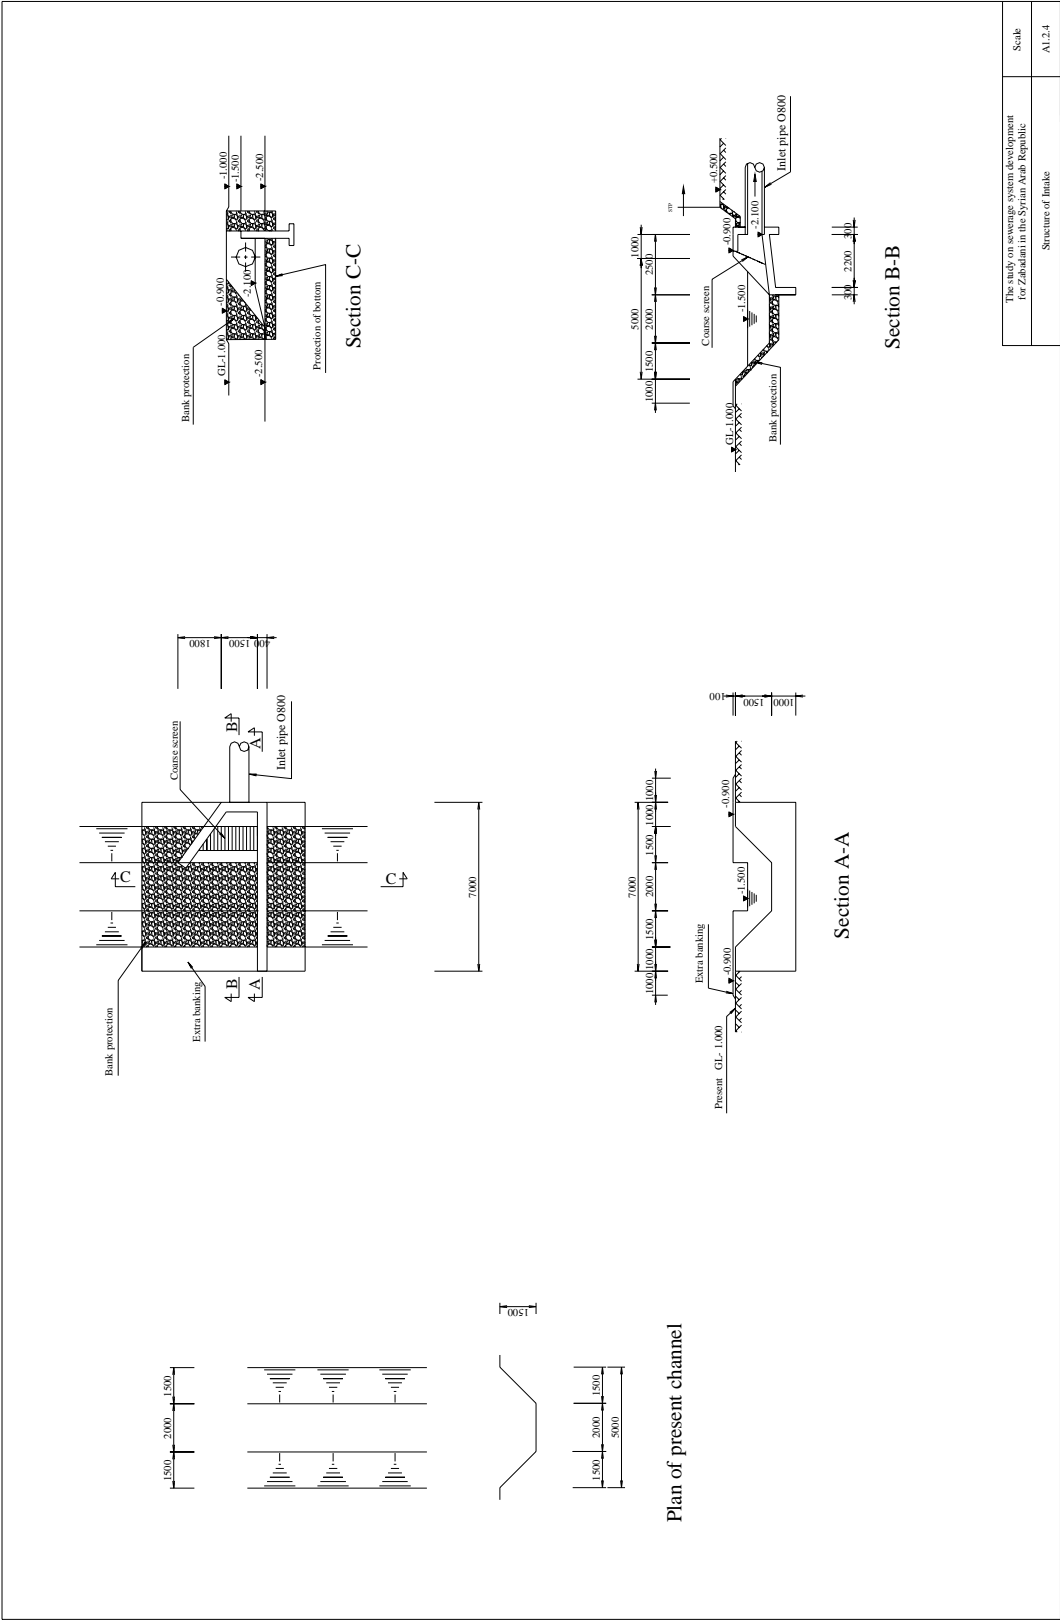 Plan of present channel
1500
2000
1500
1500
1500
2000
1500
5000
Bank protection
Extra banking
Coarse screen
Inlet pipe O800
B
A
B
A
C
C
1800
1500
400
7000
Section A-A
Present GL- 1.000
Extra banking
-0.900
-1.500
-0.900
7000
1000
1000
1500
2000
1500
1000
1000
100
1500
1000
Section C-C
Bank protection
GL-1.000
-2.500
-0.900
-2.100
-1.000
-1.500
-2.500
Protection of bottom
Section B-B
GL-1.000
Bank protection
Coarse screen
-1.500
-0.900
-2.100
+0.500
STP
Inlet pipe O800
1000
1500
2000
2500
5000
1000
300
2200
300
The study on sewerage system development
for Zabadani in the Syrian Arab Republic
Scale
Structure of Intake
A1.2.4